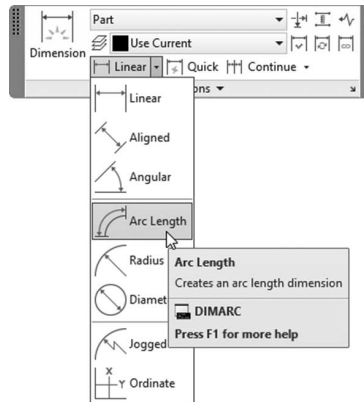 Part
Use Current
Dimension
Linear Quick Continue
ons
Linear
Aligned
Angular
Arc Length
Radius
Arc Length
Creates an arc length dimension
Diamet
DIMARC
Press F1 for more help
Jogged
X
Y Ordinate